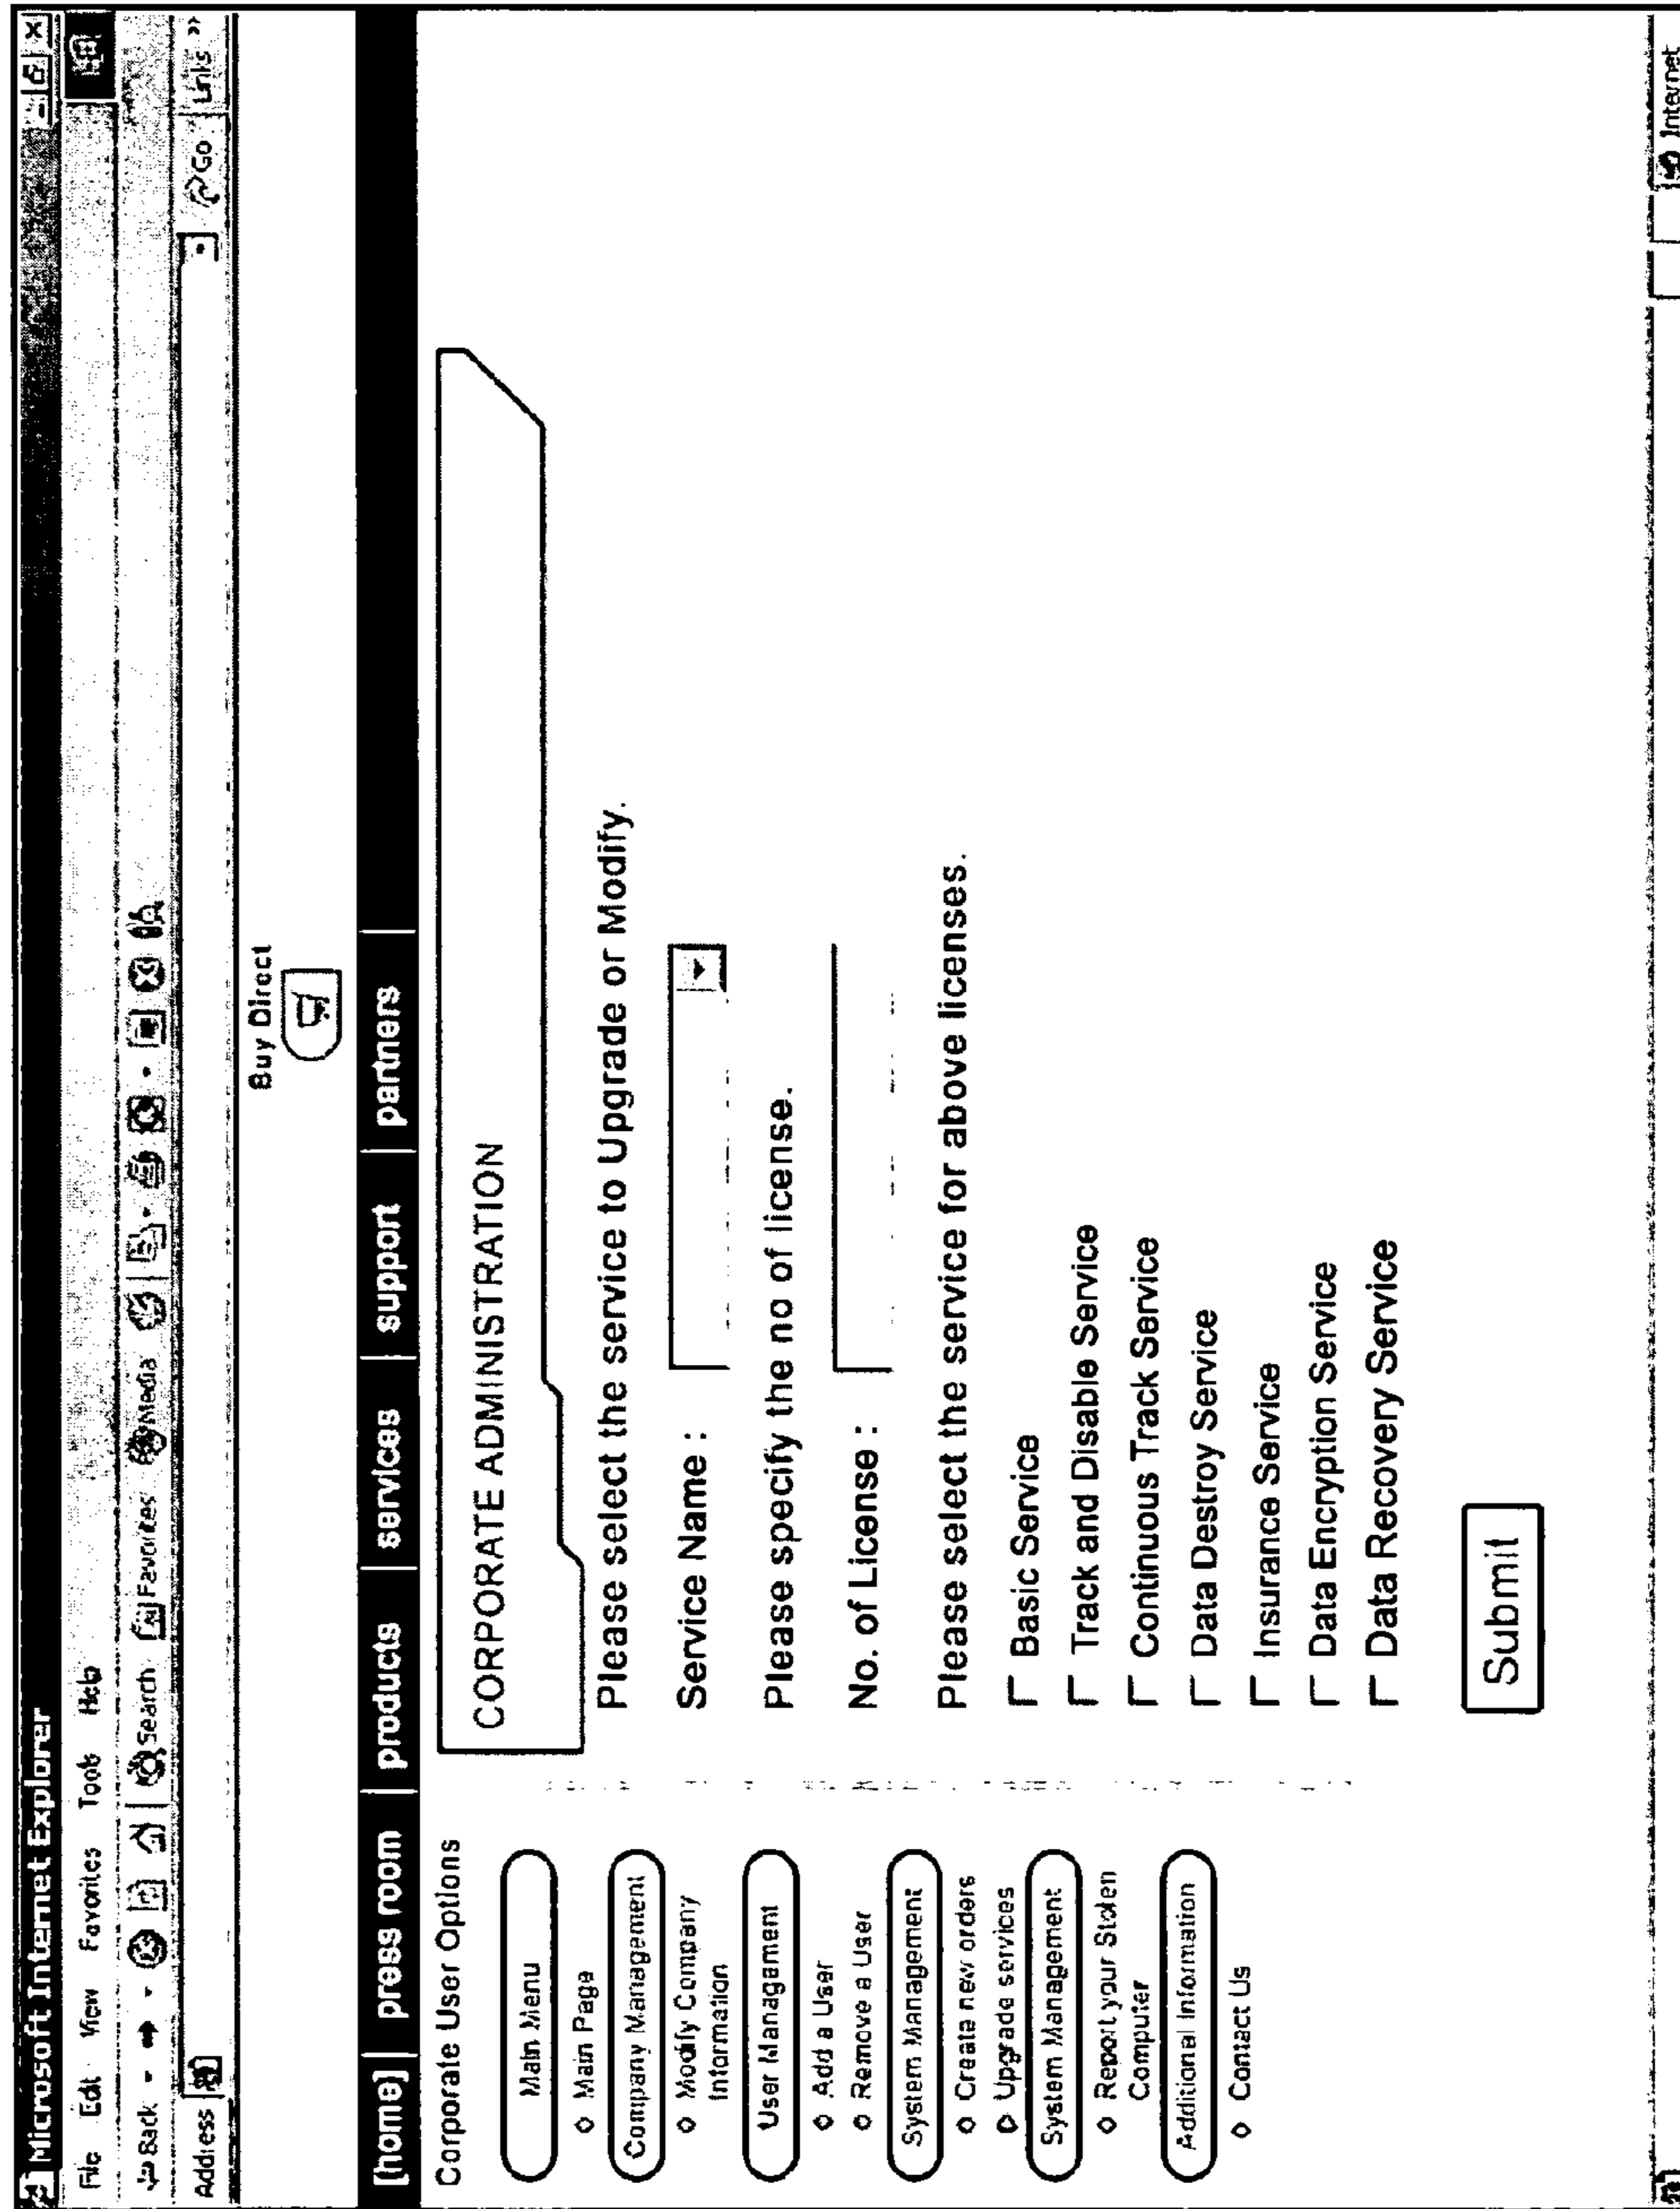 Microsoft Internet Explorer
File Edit View Favorites Tools Help
Back Search Favorites Media
Address Go Links »
Buy Direct
[home] press room products services support partners
Corporate User Options
Main Menu
Main Page
Company Management
Modify Company
Information
User Management
Add a User
Remove a User
System Management
Create new orders
Upgrade services
System Management
Report your Stolen
Computer
Additional Information
Contact Us
CORPORATE ADMINISTRATION
Please select the service to Upgrade or Modify.
Service Name :
Please specify the no of license.
No. of License :
Please select the service for above licenses.
Basic Service
Track and Disable Service
Continuous Track Service
Data Destroy Service
Insurance Service
Data Encryption Service
Data Recovery Service
Submit
Internet